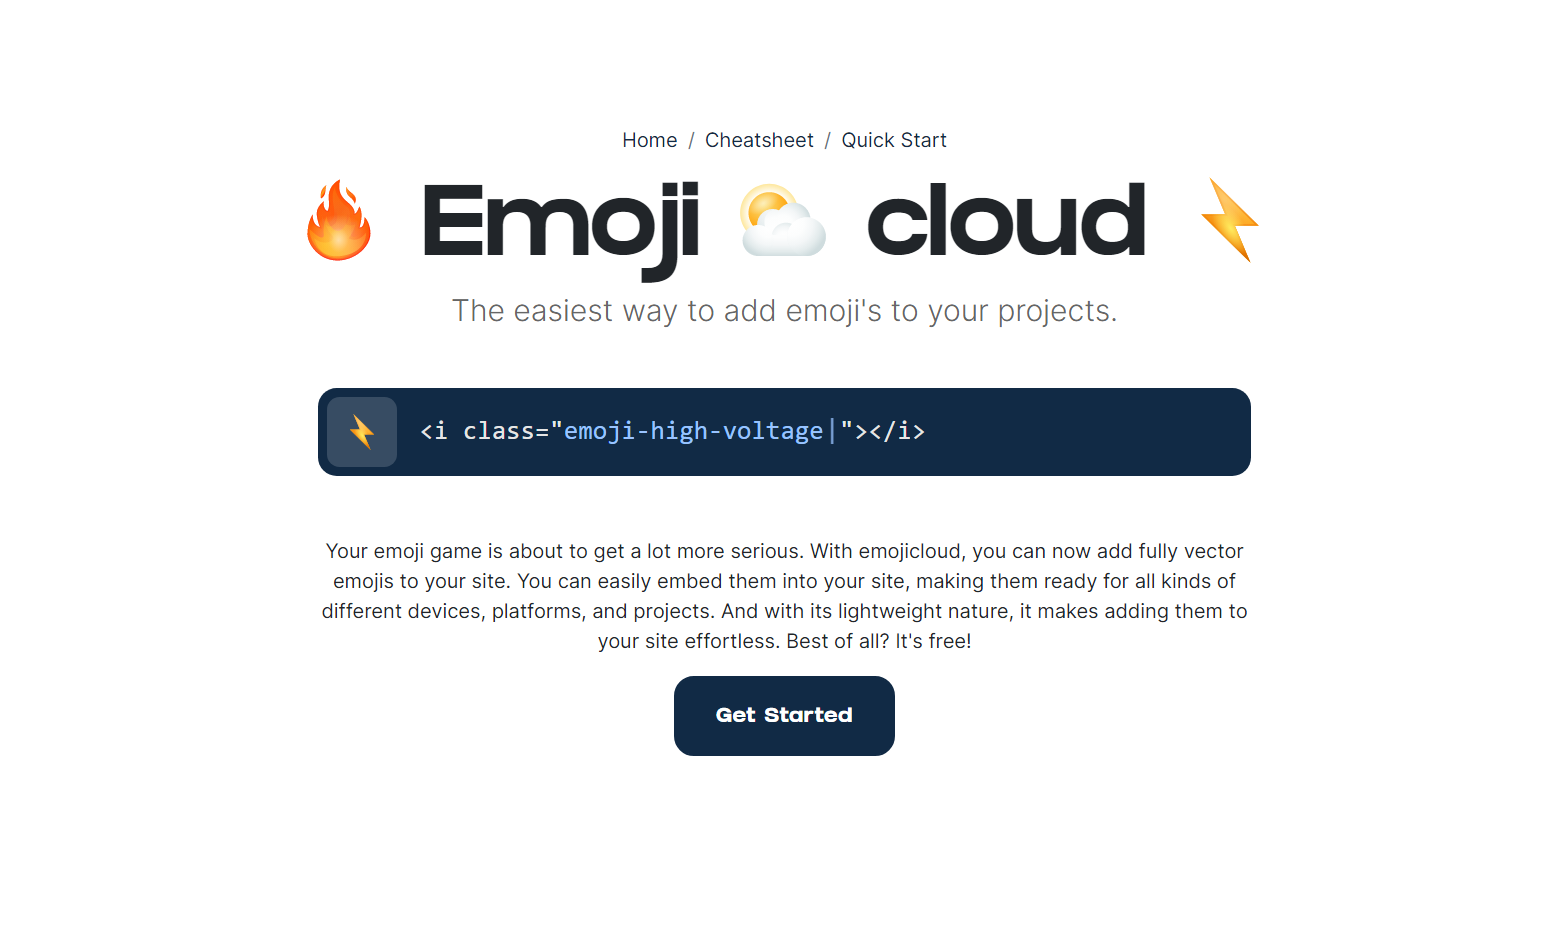 Home / Cheatsheet / Quick Start
Emoji cloud
The easiest way to add emoji's to your projects.
<i class="emoji-high-voltage|"></i>
Your emoji game is about to get a lot more serious. With emojicloud, you can now add fully vector
emojis to your site. You can easily embed them into your site, making them ready for all kinds of
different devices, platforms, and projects. And with its lightweight nature, it makes adding them to
your site effortless. Best of all? It's free!
Get Started